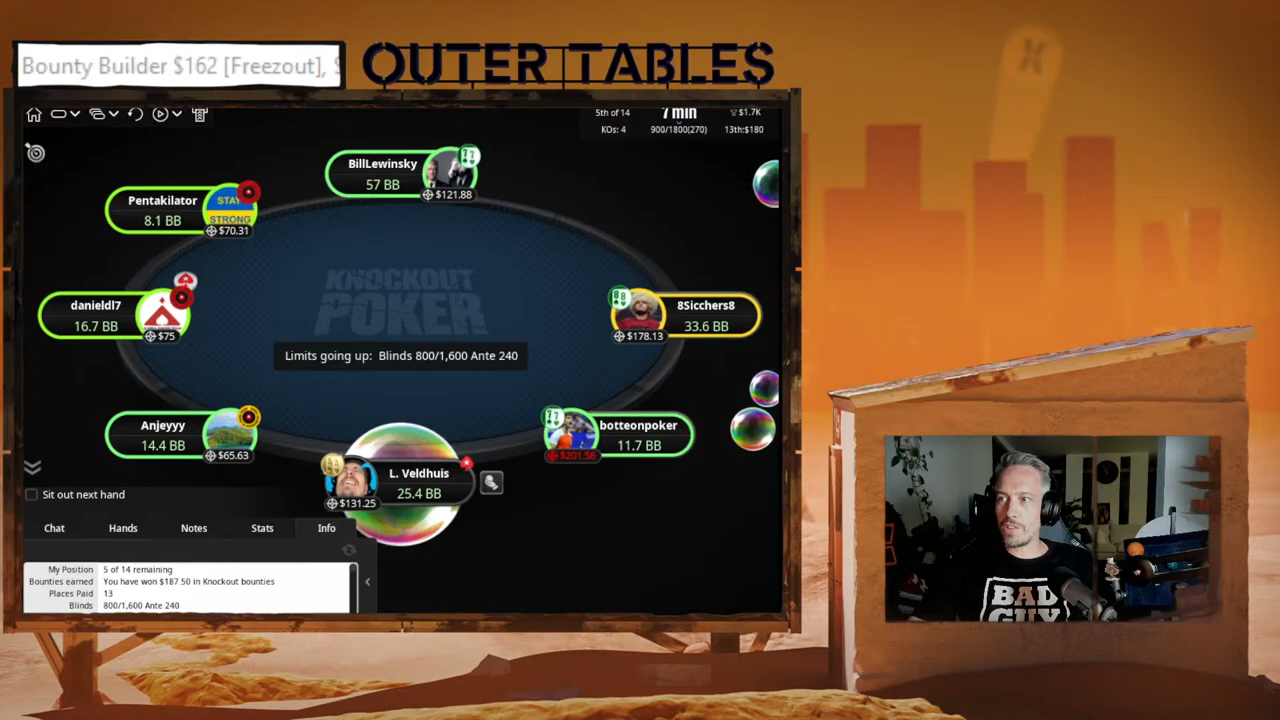 Bounty Builder $162 [Freezout],
OUTER TABLES
5th of 14
7 min
$1.7K
KOs: 4
900/1800(270)
13th:$180
BillLewinsky
57 BB
$121.88
Pentakilator
8.1 BB
STAY
STRONG
$70.31
danieldl7
16.7 BB
$75
KNOCKOUT
POKER
8Sicchers8
33.6 BB
$178.13
Limits going up: Blinds 800/1,600 Ante 240
Anjeyyy
14.4 BB
$65.63
botteonpoker
11.7 BB
$201.56
L. Veldhuis
25.4 BB
$131.25
Sit out next hand
Chat
Hands
Notes
Stats
Info
My Position 5 of 14 remaining
Bounties earned You have won $187.50 in Knockout bounties
Places Paid 13
Blinds 800/1,600 Ante 240
BAD
GUY